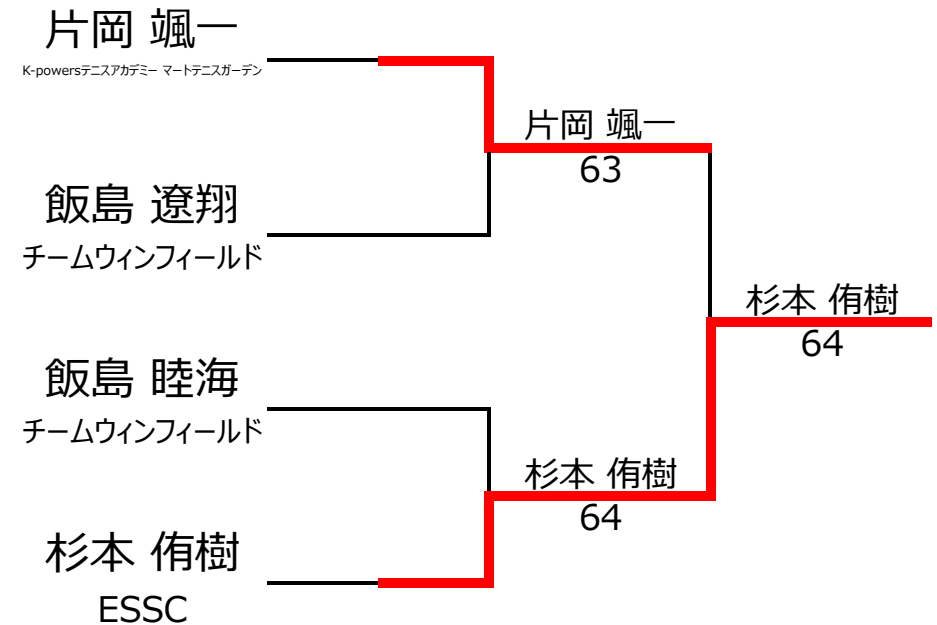 片岡 颯一
K-powersテニスアカデミー マートテニスガーデン
片岡 颯一
63
飯島 遼翔
チームウィンフィールド
杉本 侑樹
64
飯島 睦海
チームウィンフィールド
杉本 侑樹
64
杉本 侑樹
ESSC